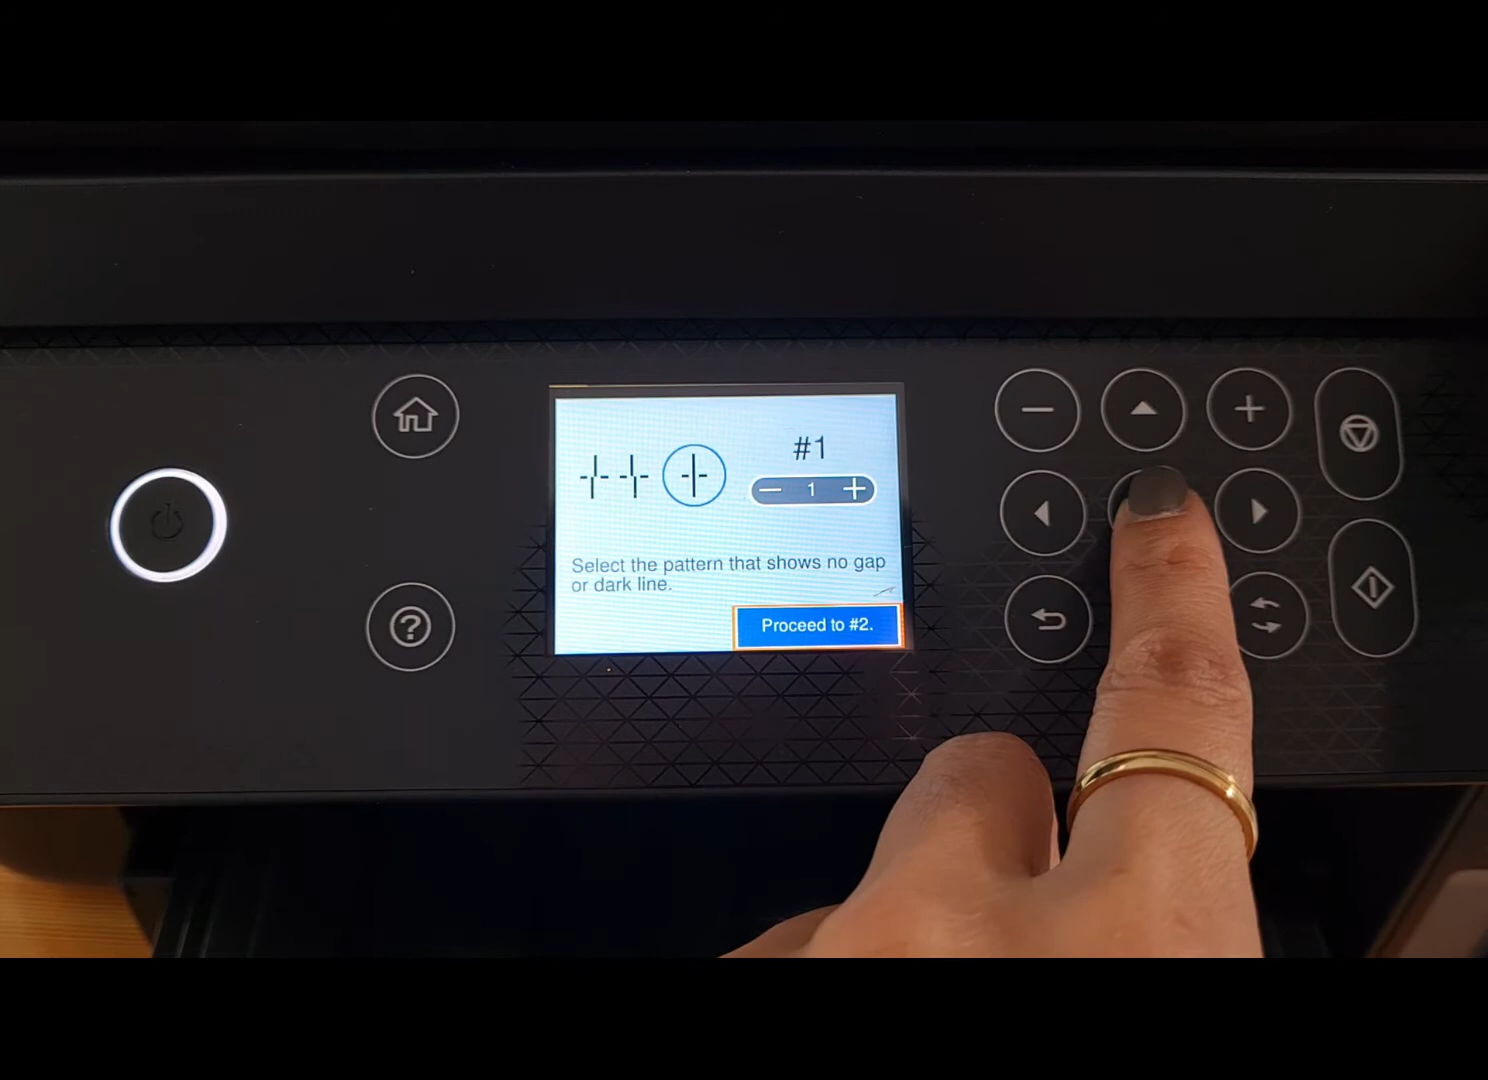 #1
1
Select the pattern that shows no gap
or dark line.
Proceed to #2.